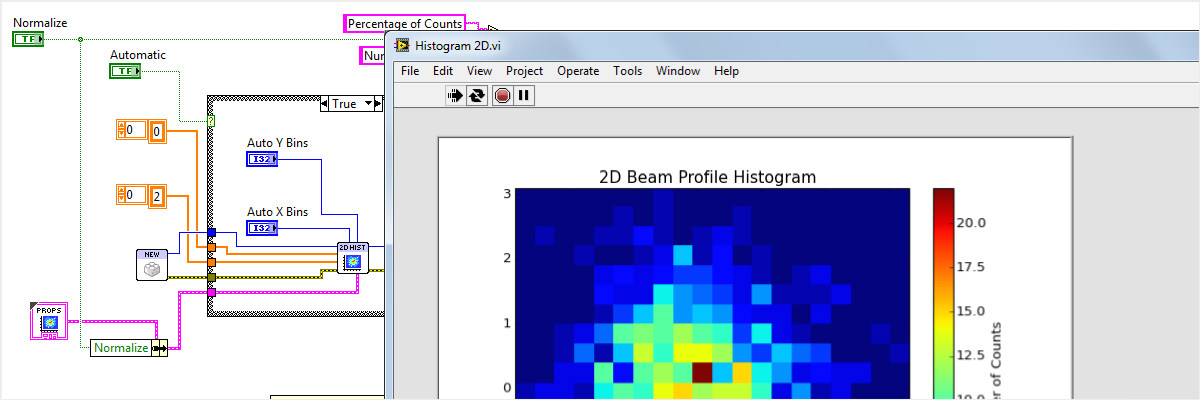 Normalize
TF
Automatic
TF
0
0
0
2
NEW
PROPS
Normalize
Percentage of Counts
True
?
Auto Y Bins
I32
Auto X Bins
I32
2D HIST
Histogram 2D.vi
File Edit View Project Operate Tools Window Help
2D Beam Profile Histogram
3
2
1
0
20.0
17.5
15.0
12.5
of Counts